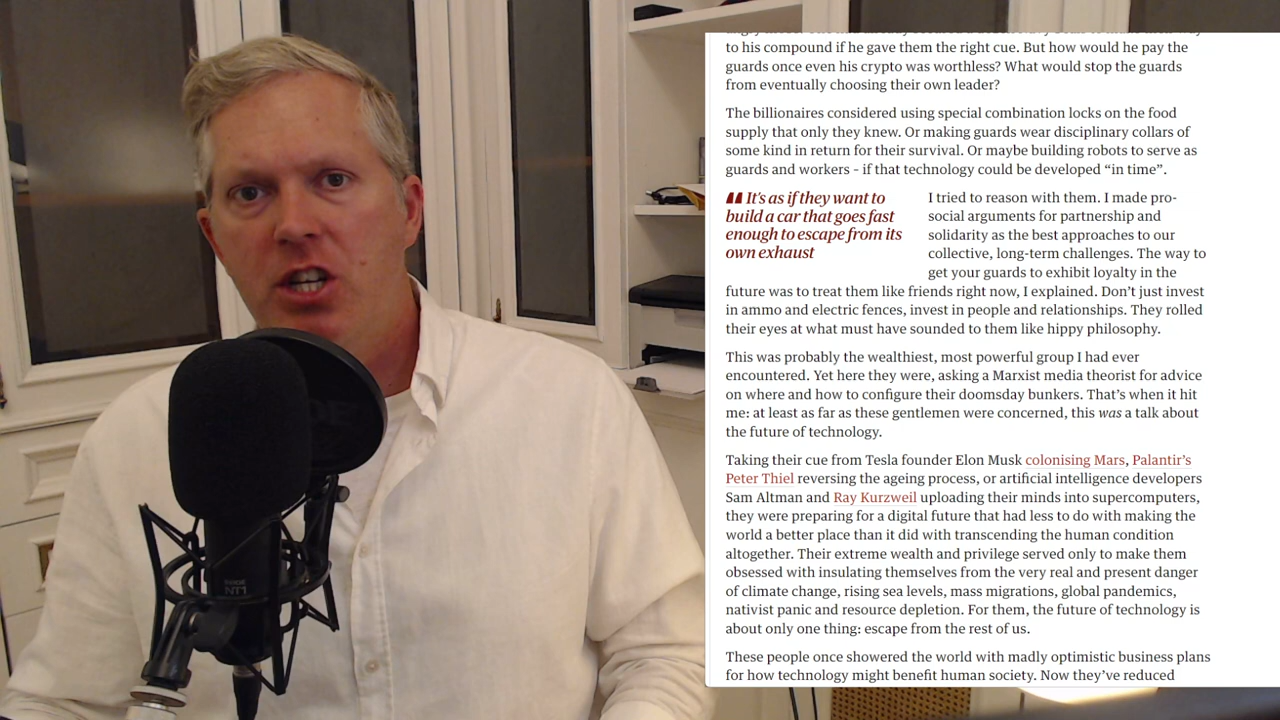 to his compound if he gave them the right cue. But how would he pay the
guards once even his crypto was worthless? What would stop the guards
from eventually choosing their own leader?
The billionaires considered using special combination locks on the food
supply that only they knew. Or making guards wear disciplinary collars of
some kind in return for their survival. Or maybe building robots to serve as
guards and workers – if that technology could be developed “in time”.
It’s as if they want to
build a car that goes fast
enough to escape from its
own exhaust
I tried to reason with them. I made pro-
social arguments for partnership and
solidarity as the best approaches to our
collective, long-term challenges. The way to
get your guards to exhibit loyalty in the
future was to treat them like friends right now, I explained. Don’t just invest
in ammo and electric fences, invest in people and relationships. They rolled
their eyes at what must have sounded to them like hippy philosophy.
This was probably the wealthiest, most powerful group I had ever
encountered. Yet here they were, asking a Marxist media theorist for advice
on where and how to configure their doomsday bunkers. That’s when it hit
me: at least as far as these gentlemen were concerned, this was a talk about
the future of technology.
Taking their cue from Tesla founder Elon Musk colonising Mars, Palantir’s
Peter Thiel reversing the ageing process, or artificial intelligence developers
Sam Altman and Ray Kurzweil uploading their minds into supercomputers,
they were preparing for a digital future that had less to do with making the
world a better place than it did with transcending the human condition
altogether. Their extreme wealth and privilege served only to make them
obsessed with insulating themselves from the very real and present danger
of climate change, rising sea levels, mass migrations, global pandemics,
nativist panic and resource depletion. For them, the future of technology is
about only one thing: escape from the rest of us.
These people once showered the world with madly optimistic business plans
for how technology might benefit human society. Now they’ve reduced
NT1